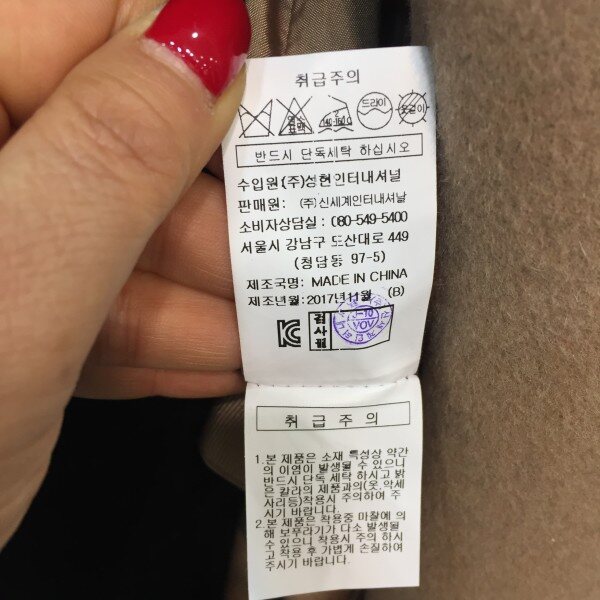 취급주의
140-160℃
드라이
옷걸이
반드시 단독세탁 하십시오
수입원:(주)성현인터내셔널
판매원: (주)신세계인터내셔날
소비자상담실 : 080-549-5400
서울시 강남구 도산대로 449
(청담동 97-5)
제조국명: MADE IN CHINA
제조년월: 2017년11월 (B)
검사필
취급주의
1.본 제품은 소재 특성상 약간
의 이염이 발생될 수 있으니
반드시 단독 세탁 하시고 밝
은 칼라의 제품과의(옷,악세
사리등)착용시 주의하여 주
시기 바랍니다.
2.본 제품은 착용중 마찰에 의
해 보푸라기가 다소 발생될
수 있으니 착용시 주의 하시
고 착용 후 가볍게 손질하여
주시기 바랍니다.